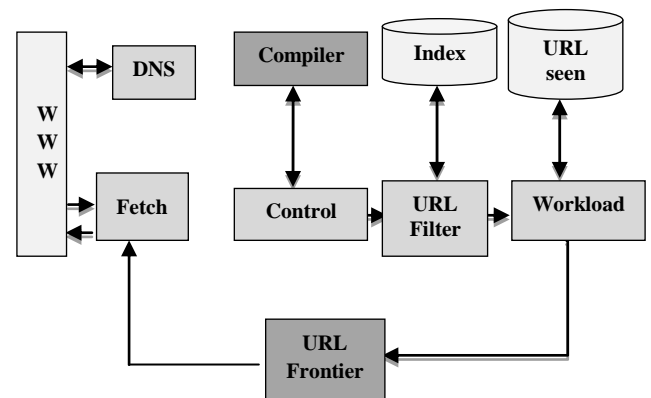 W
W
W
DNS
Compiler
Index
URL
seen
Fetch
Control
URL
Filter
Workload
URL
Frontier